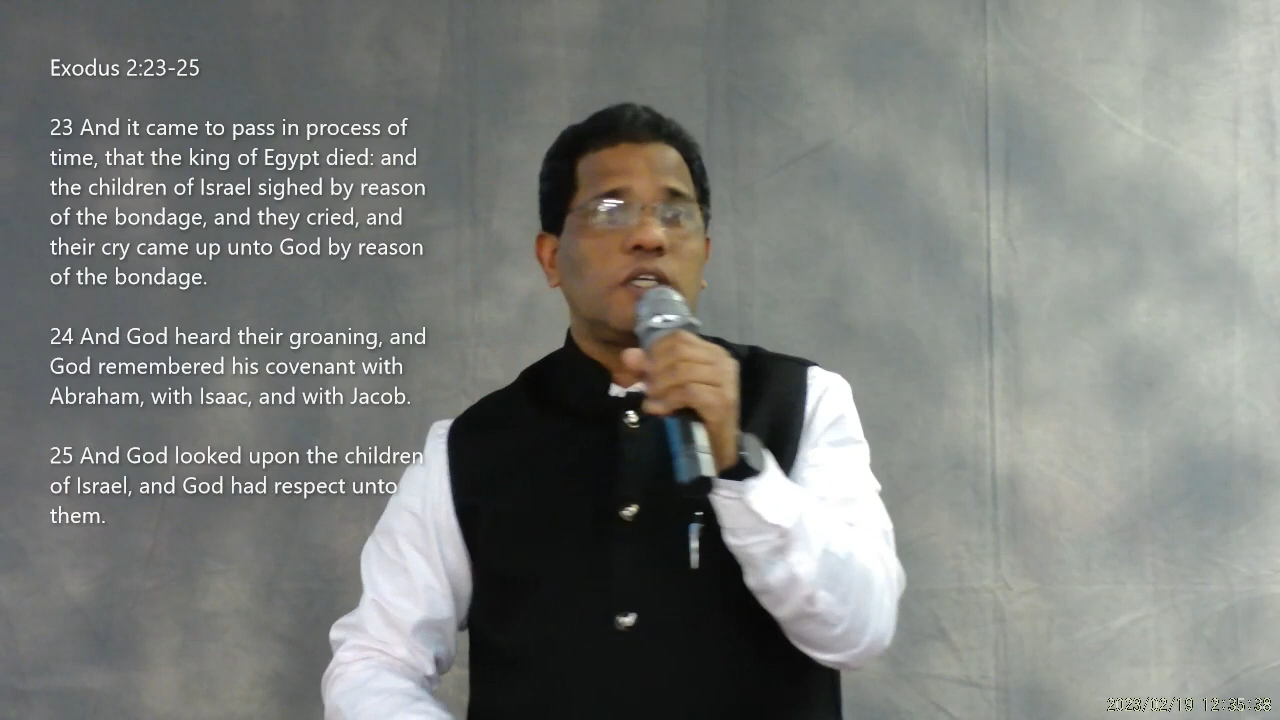 Exodus 2:23-25
23 And it came to pass in process of
time, that the king of Egypt died: and
the children of Israel sighed by reason
of the bondage, and they cried, and
their cry came up unto God by reason
of the bondage.
24 And God heard their groaning, and
God remembered his covenant with
Abraham, with Isaac, and with Jacob.
25 And God looked upon the children
of Israel, and God had respect unto
them.
2023/02/19 12:35:38